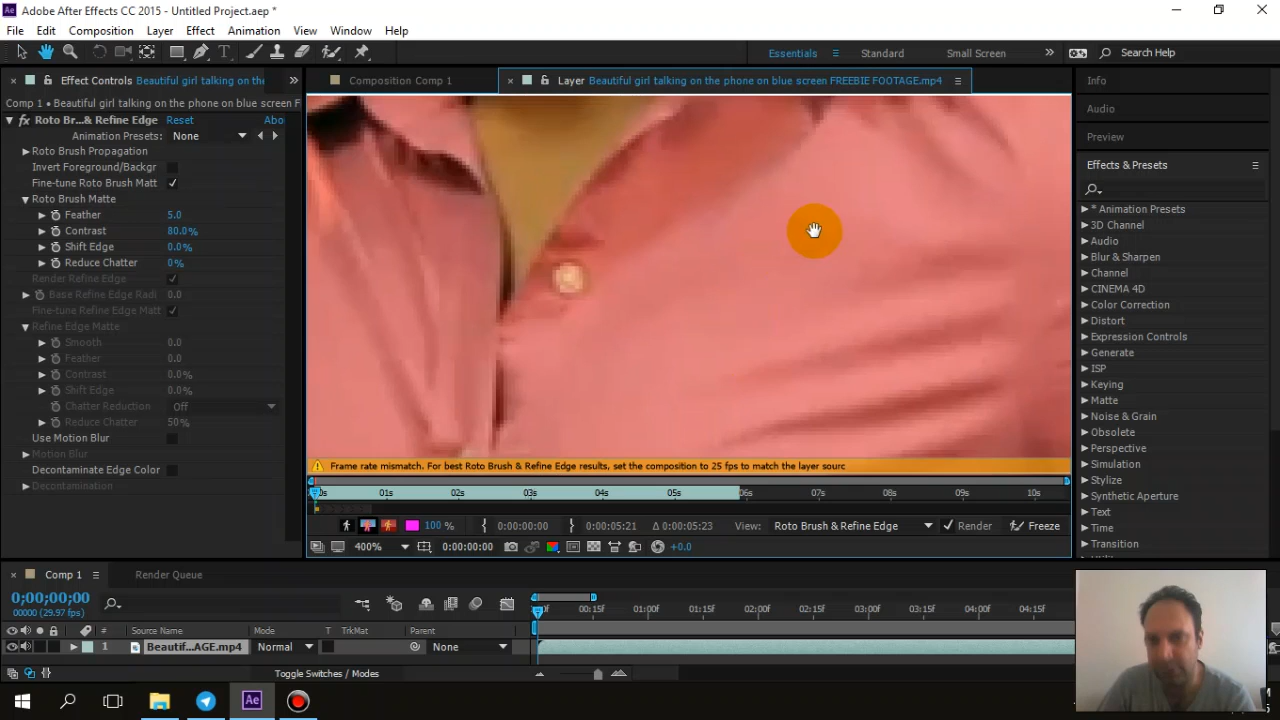 Adobe After Effects CC 2015 - Untitled Project.aep *
File Edit Composition Layer Effect Animation View Window Help
Essentials Standard Small Screen Search Help
Effect Controls Beautiful girl talking on the
Composition Comp 1
Layer Beautiful girl talking on the phone on blue screen FREEBIE FOOTAGE.mp4
Info
Comp 1 • Beautiful girl talking on the phone on blue screen F
Audio
Preview
Effects & Presets
fx Roto Br...& Refine Edge Reset Abo
Animation Presets: None
Roto Brush Propagation
Invert Foreground/Backgr
Fine-tune Roto Brush Matt
Roto Brush Matte
Feather 5.0
Contrast 80.0%
Shift Edge 0.0%
Reduce Chatter 0%
Render Refine Edge
Base Refine Edge Radi 0.0
Fine-tune Refine Edge Matt
Refine Edge Matte
Smooth 0.0
Feather 0.0
Contrast 0.0%
Shift Edge 0.0%
Chatter Reduction Off
Reduce Chatter 50%
Use Motion Blur
Motion Blur
Decontaminate Edge Color
Decontamination
* Animation Presets
3D Channel
Audio
Blur & Sharpen
Channel
CINEMA 4D
Color Correction
Distort
Expression Controls
Generate
ISP
Keying
Matte
Noise & Grain
Obsolete
Perspective
Simulation
Stylize
Synthetic Aperture
Text
Time
Transition
Frame rate mismatch. For best Roto Brush & Refine Edge results, set the composition to 25 fps to match the layer sourc
01s 02s 03s 04s 05s 06s 07s 08s 09s 10s
100 % 0:00:00:00 0:00:05:21 Δ 0:00:05:23 View: Roto Brush & Refine Edge Render Freeze
400% 0:00:00:00 +0.0
Comp 1 Render Queue
0;00;00;00
00000 (29.97 fps)
00:15f 01:00f 01:15f 02:00f 02:15f 03:00f 03:15f 04:00f 04:15f
# Source Name Mode T TrkMat Parent
1 Beautif...AGE.mp4 Normal None
Toggle Switches / Modes